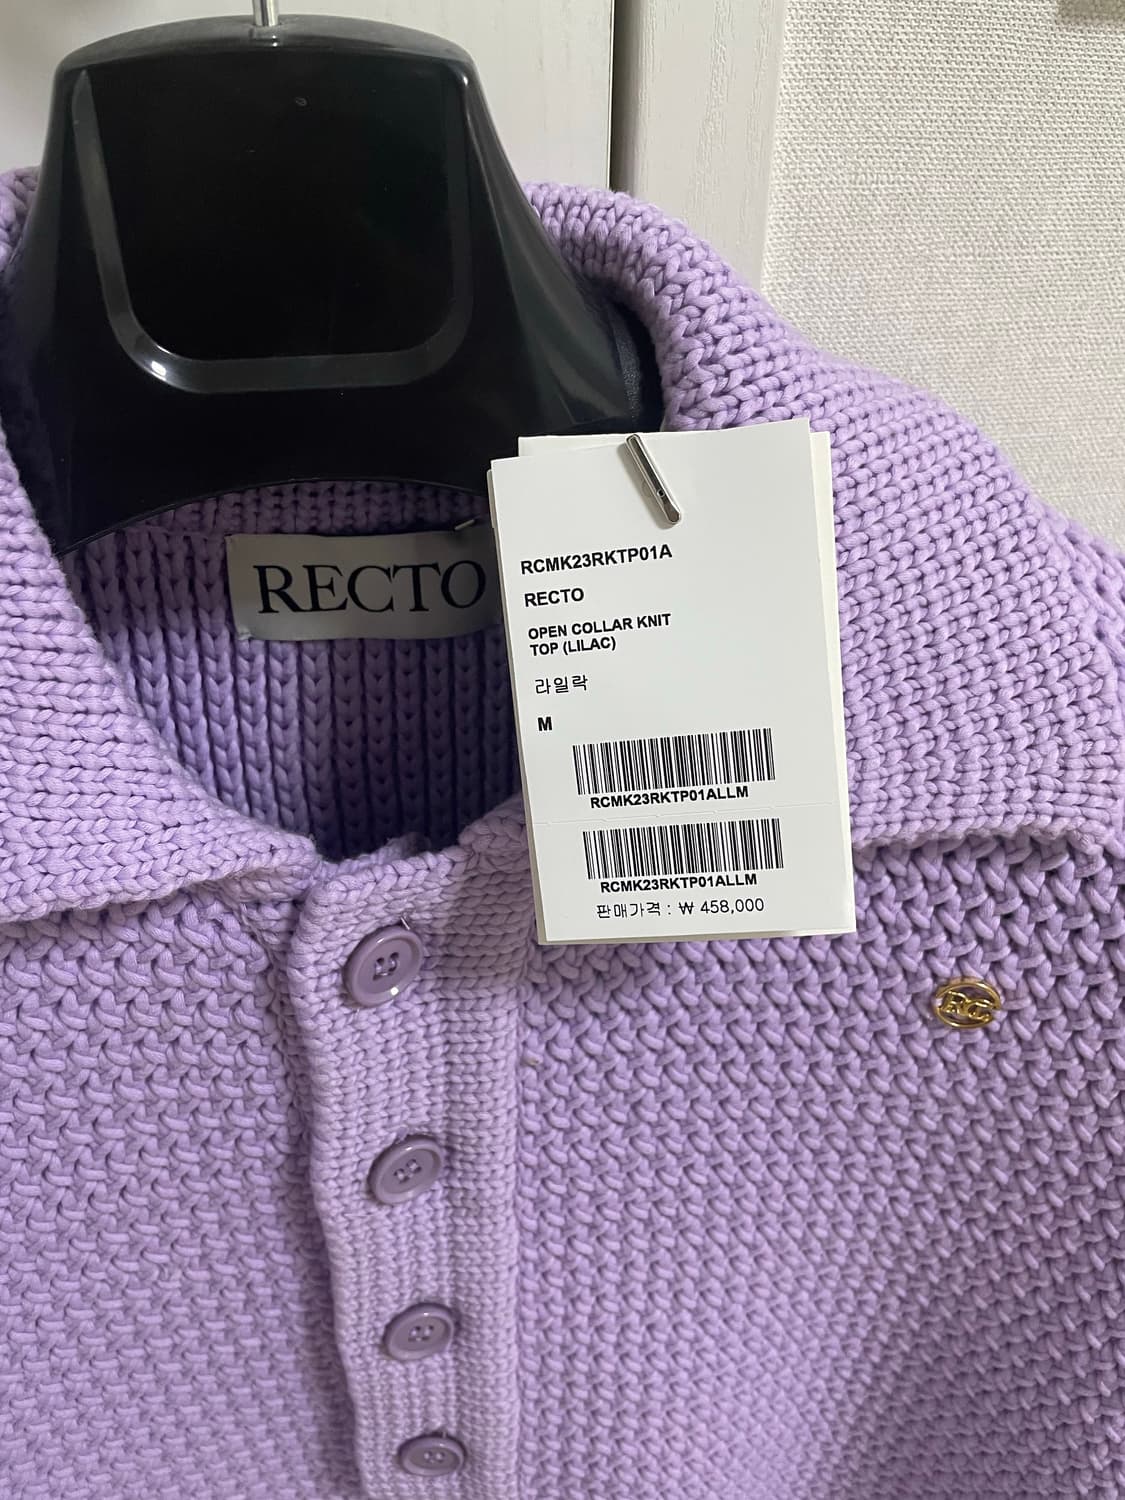 RECTO
RCMK23RKTP01A
RECTO
OPEN COLLAR KNIT
TOP (LILAC)
라일락
M
RCMK23RKTP01ALLM
RCMK23RKTP01ALLM
판매가격 : ₩ 458,000
RC